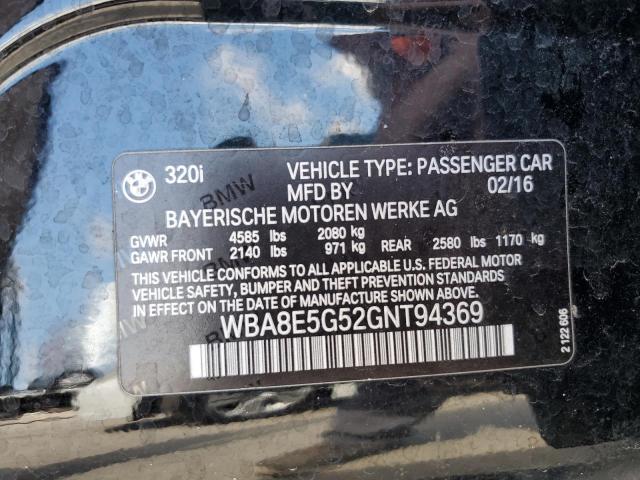 320i VEHICLE TYPE: PASSENGER CAR
MFD BY 02/16
BAYERISCHE MOTOREN WERKE AG
GVWR 4585 lbs 2080 kg
GAWR FRONT 2140 lbs 971 kg REAR 2580 lbs 1170 kg
THIS VEHICLE CONFORMS TO ALL APPLICABLE U.S. FEDERAL MOTOR
VEHICLE SAFETY, BUMPER AND THEFT PREVENTION STANDARDS
IN EFFECT ON THE DATE OF MANUFACTURE SHOWN ABOVE.
WBA8E5G52GNT94369
2 122 606
BMW
BMW
BMW